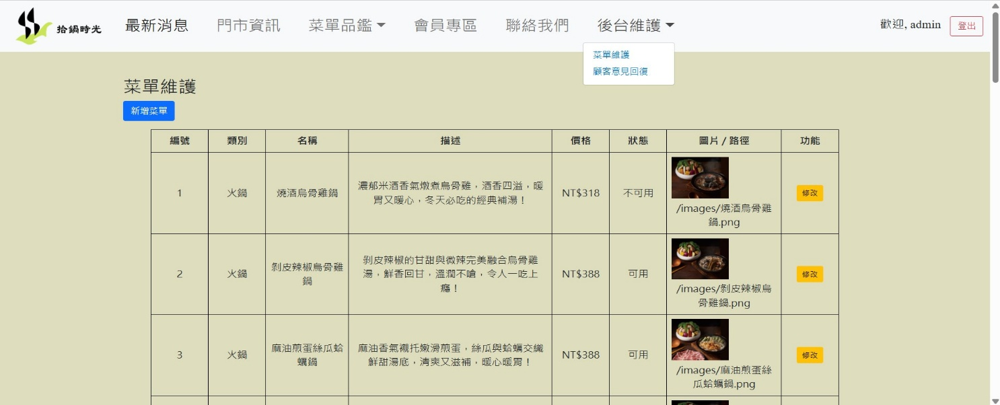 拾鍋時光 最新消息 門市資訊 菜單品鑑 會員專區 聯絡我們 後台維護 歡迎, admin 登出
菜單維護
顧客意見回復
菜單維護
新增菜單
編號 類別 名稱 描述 價格 狀態 圖片 / 路徑 功能
1 火鍋 燒酒烏骨雞鍋 濃郁米酒香氣燉煮烏骨雞，酒香四溢，暖
胃又暖心，冬天必吃的經典補湯！ NT$318 不可用 /images/燒酒烏骨雞
鍋.png 修改
2 火鍋 剝皮辣椒烏骨雞
鍋 剝皮辣椒的甘甜與微辣完美融合烏骨雞
湯，鮮香回甘，溫潤不嗆，令人一吃上
癮！ NT$388 可用 /images/剝皮辣椒烏
骨雞鍋.png 修改
3 火鍋 麻油煎蛋絲瓜蛤
蠣鍋 麻油香氣襯托嫩滑煎蛋，絲瓜與蛤蠣交織
鮮甜湯底，清爽又滋補，暖心暖胃！ NT$388 可用 /images/麻油煎蛋絲
瓜蛤蠣鍋.png 修改